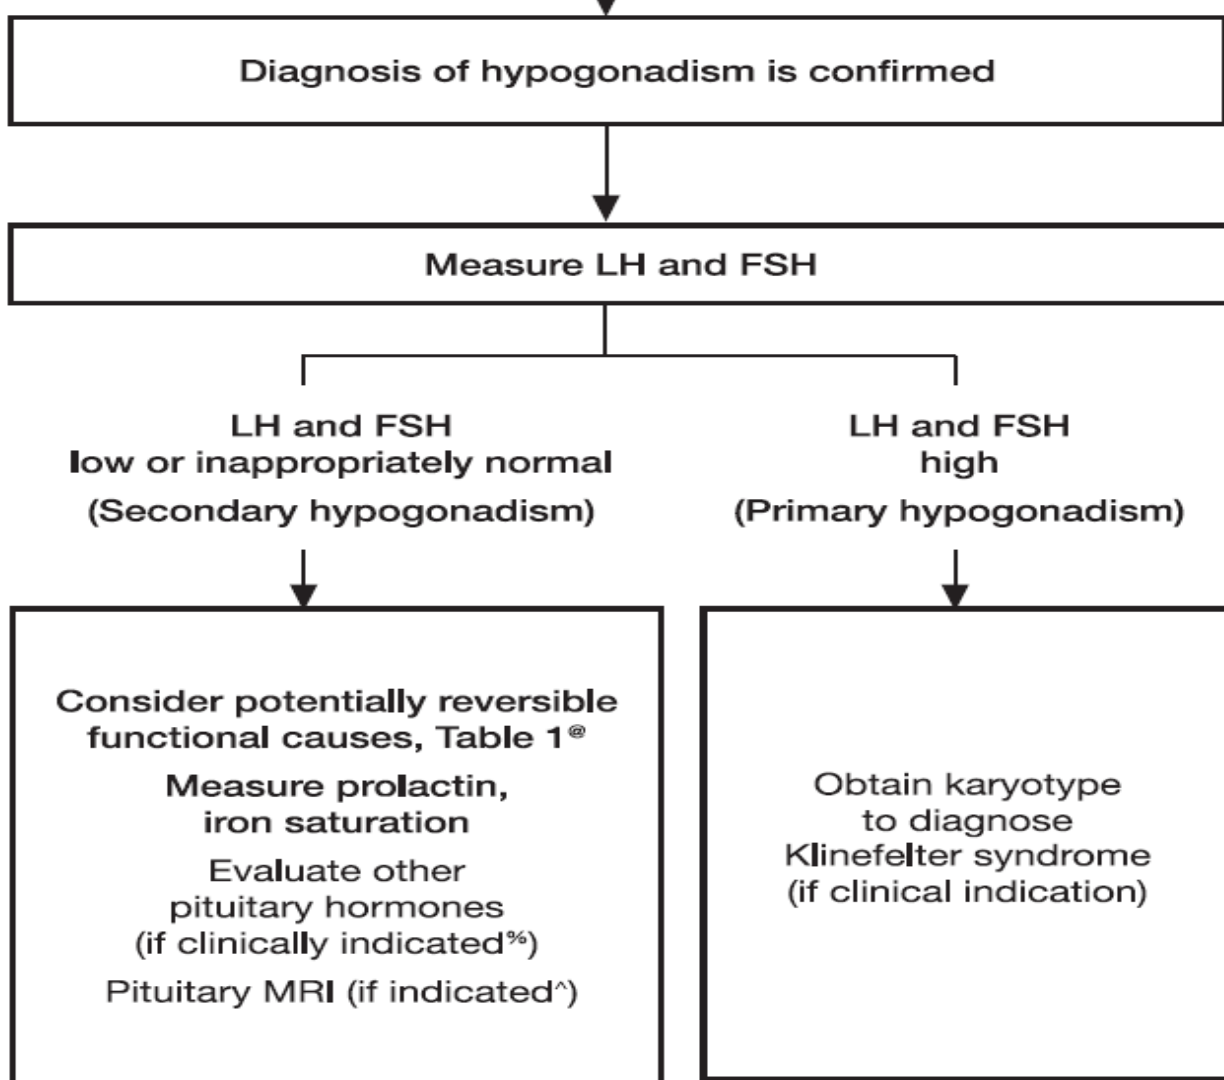 Diagnosis of hypogonadism is confirmed
Measure LH and FSH
LH and FSH
low or inappropriately normal
(Secondary hypogonadism)
LH and FSH
high
(Primary hypogonadism)
Consider potentially reversible
functional causes, Table 1@
Measure prolactin,
iron saturation
Evaluate other
pituitary hormones
(if clinically indicated%)
Pituitary MRI (if indicated^)
Obtain karyotype
to diagnose
Klinefelter syndrome
(if clinical indication)